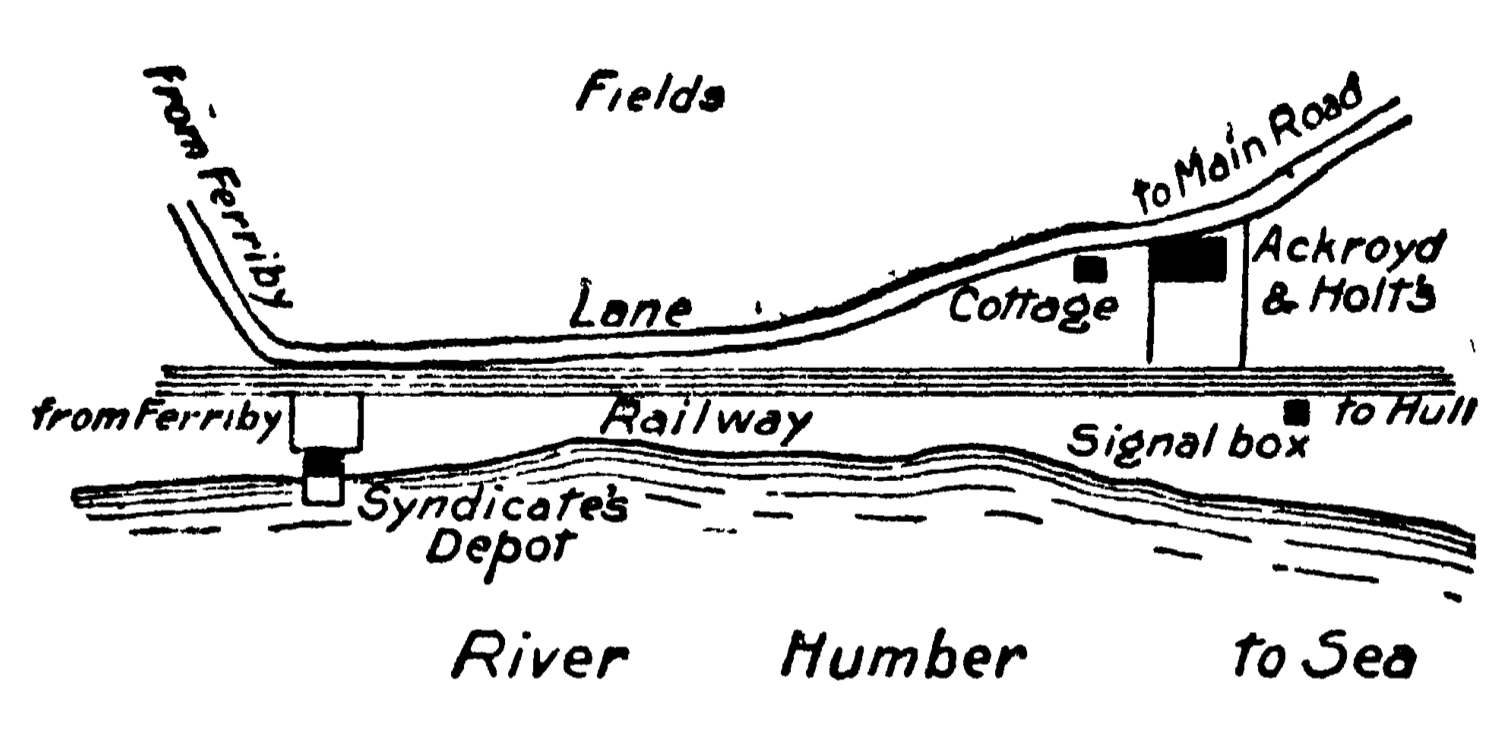 Fields
from Ferriby
to Main Road
Ackroyd
& Holt's
Lane
Cottage
from Ferriby
Railway
to Hull
Signal box
Syndicate's
Depot
River Humber to Sea